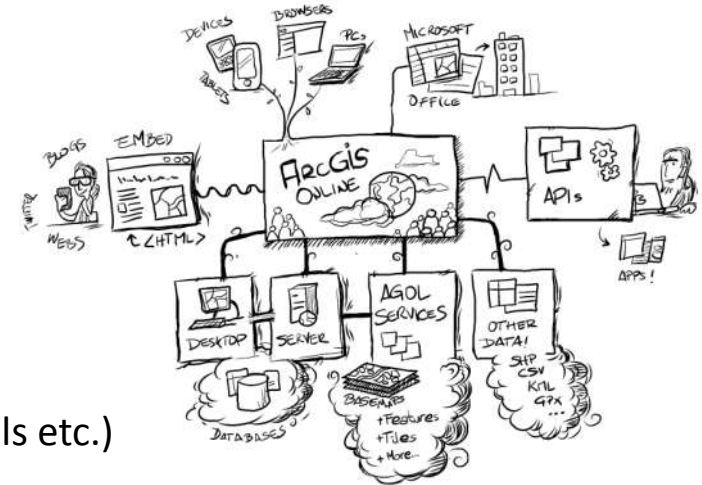 DEVICES
TABLETS
BROWSERS
PCs
MICROSOFT
OFFICE
EMBED
BLOGS
TWITTER
WEBS
<HTML>
ARCGIS
ONLINE
APIs
APPS!
DESKTOP
SERVER
DATABASES
AGOL
SERVICES
BASEMAPS
+Features
+Tiles
+More...
OTHER
DATA!
SHP
CSV
KML
GPX
...
ls etc.)